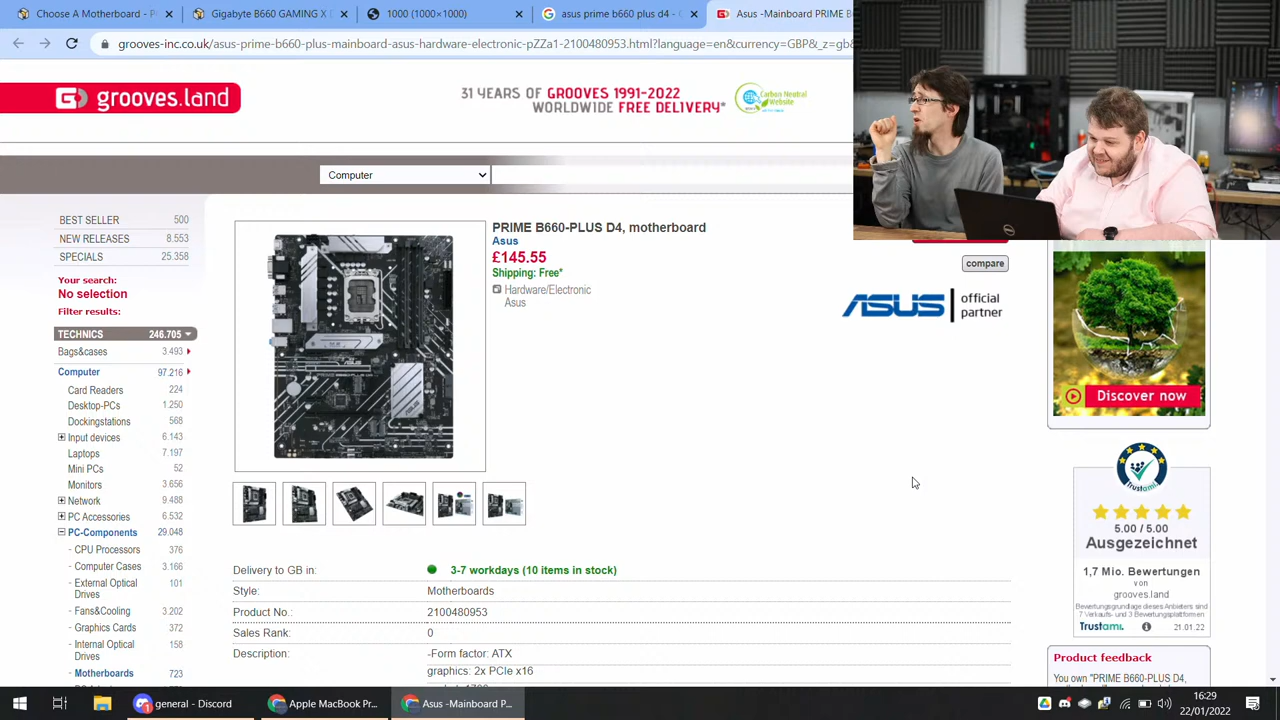 Choose A Motherboard - P
Gigabyte B660 GAMING X
1000 (1000×1000)
asus prime b660 plus d4 - G
Asus -Mainboard PRIME B
grooves-inc.co.uk/asus-prime-b660-plus-mainboard-asus-hardware-electronic-pZZa1-2100480953.html?language=en&currency=GBP&_z=gb&
grooves.land
31 YEARS OF GROOVES 1991-2022
WORLDWIDE FREE DELIVERY*
Carbon Neutral
Website
Computer
BEST SELLER 500
NEW RELEASES 8.553
SPECIALS 25.358
Your search:
No selection
Filter results:
TECHNICS 246.705
Bags&cases 3.493
Computer 97.216
Card Readers 224
Desktop-PCs 1.250
Dockingstations 568
Input devices 6.143
Laptops 7.197
Mini PCs 52
Monitors 3.656
Network 9.488
PC Accessories 6.532
PC-Components 29.048
- CPU Processors 376
- Computer Cases 3.166
- External Optical 101
Drives
- Fans&Cooling 3.202
- Graphics Cards 372
- Internal Optical 158
Drives
- Motherboards 723
PRIME B660-PLUS D4, motherboard
Asus
£145.55
Shipping: Free*
Hardware/Electronic
Asus
compare
ASUS official
partner
Delivery to GB in: 3-7 workdays (10 items in stock)
Style: Motherboards
Product No.: 2100480953
Sales Rank: 0
Description: -Form factor: ATX
graphics: 2x PCIe x16
Discover now
Trustami
5.00 / 5.00
Ausgezeichnet
1,7 Mio. Bewertungen
von
grooves.land
Bewertungsgrundlage dieses Anbieters sind
7 Verkaufs- und 3 Bewertungsplattformen
Trustami. 21.01.22
Product feedback
You own "PRIME B660-PLUS D4,
general - Discord
Apple MacBook P
Asus -Mainboard P...
16:29
22/01/2022